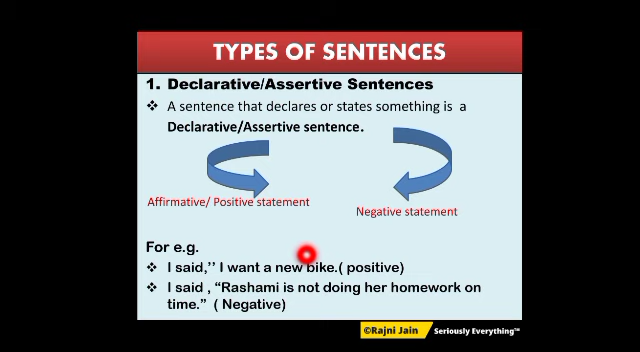 TYPES OF SENTENCES
1. Declarative/Assertive Sentences
❖ A sentence that declares or states something is a
Declarative/Assertive sentence.
Affirmative/ Positive statement
Negative statement
For e.g.
❖ I said,’’ I want a new bike.( positive)
❖ I said , “Rashami is not doing her homework on
time.” ( Negative)
©Rajni Jain Seriously Everything™